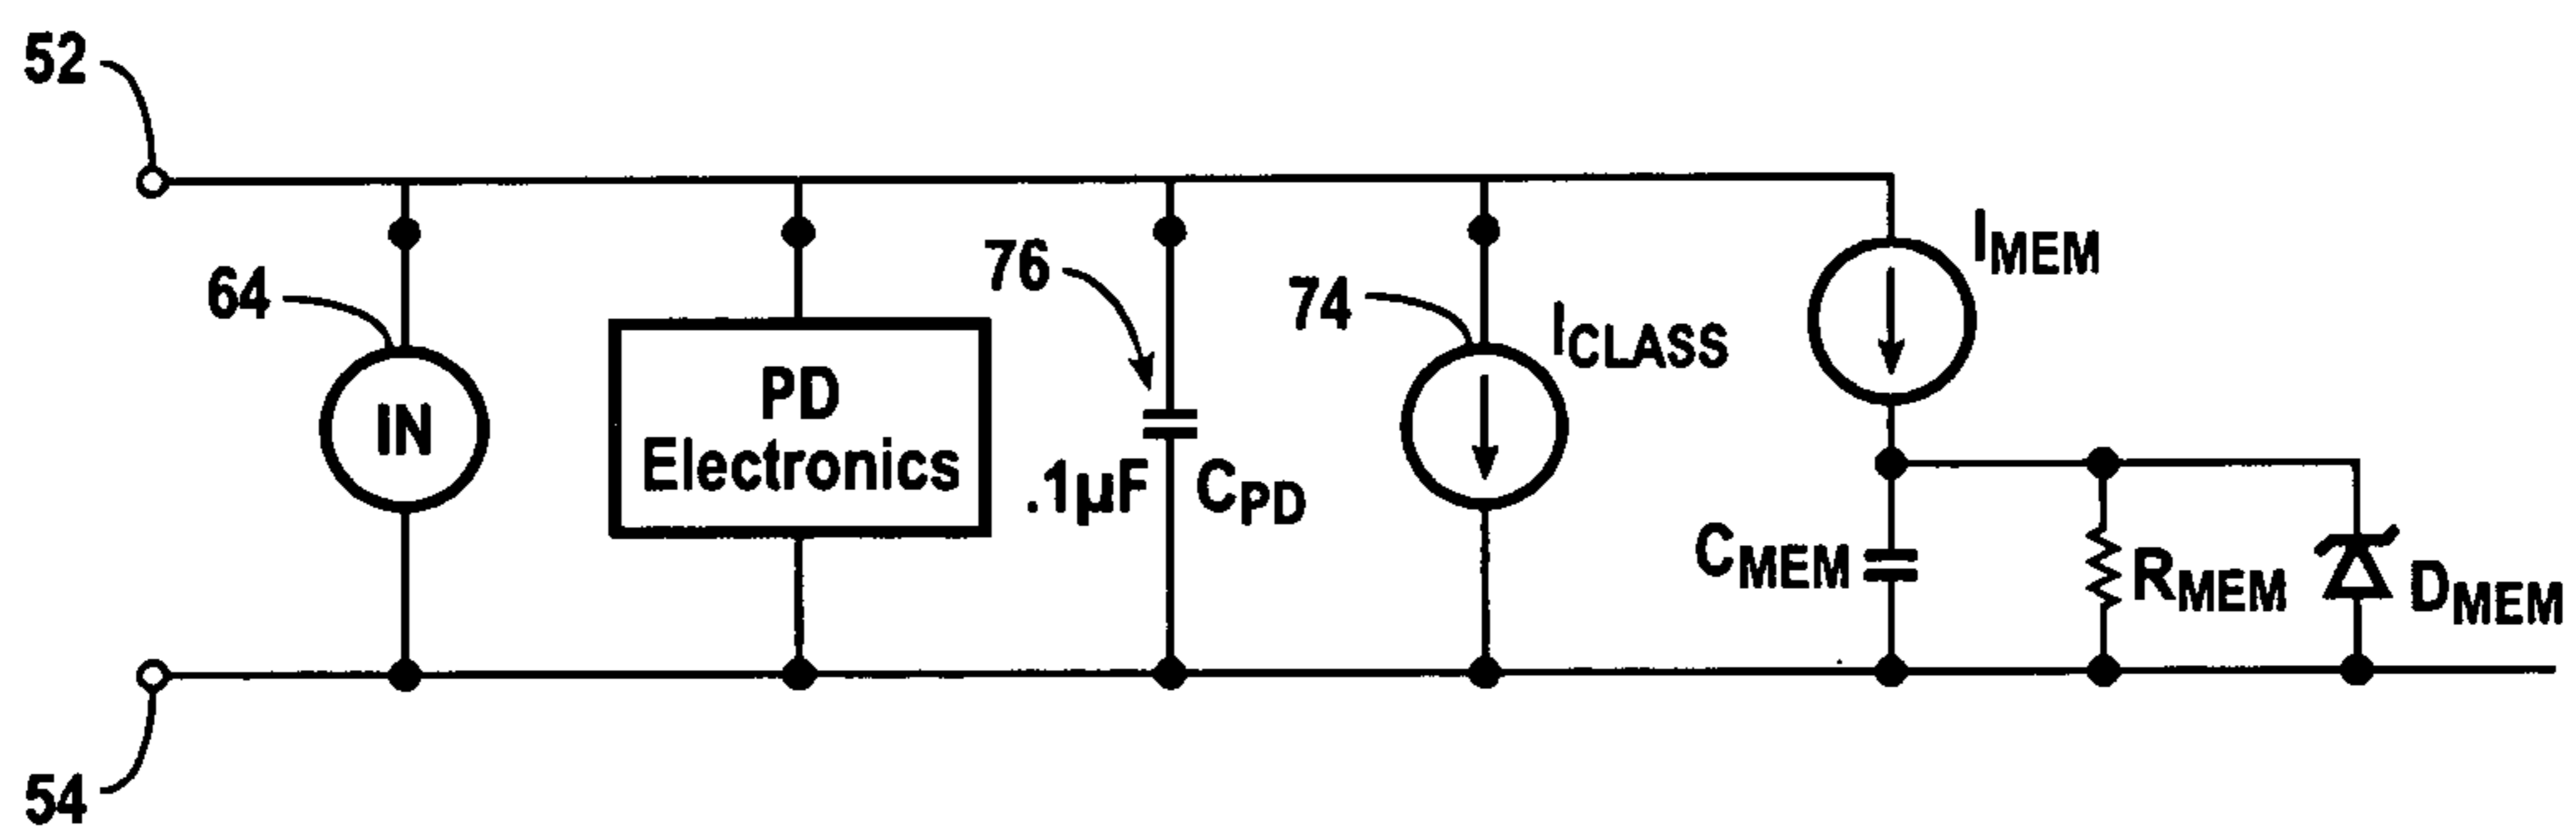 52
64
IN
PD
Electronics
76
.1µF
CPD
74
ICLASS
IMEM
CMEM
RMEM
DMEM
54